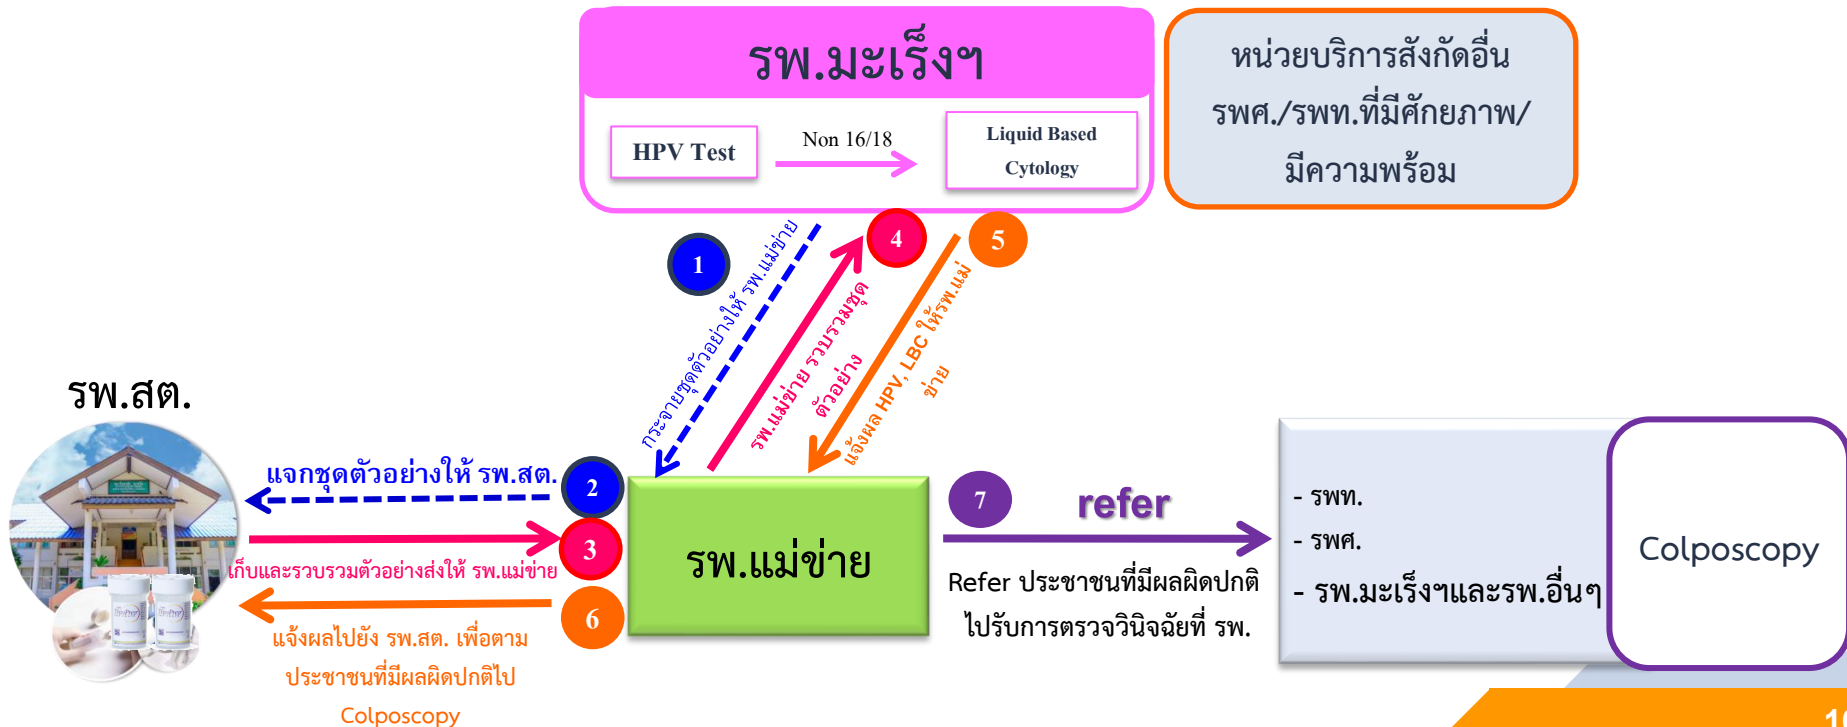 รพ.มะเร็งฯ
HPV Test
Non 16/18
Liquid Based
Cytology
หน่วยบริการสังกัดอื่น
รพศ./รพท.ที่มีศักยภาพ/
มีความพร้อม
1
กระจายชุดตัวอย่างให้ รพ.แม่ข่าย
4
รพ.แม่ข่าย รวบรวมชุด
ตัวอย่าง
5
แจ้งผล HPV, LBC ให้รพ.แม่
ข่าย
รพ.สต.
แจกชุดตัวอย่างให้ รพ.สต.
2
3
เก็บและรวบรวมตัวอย่างส่งให้ รพ.แม่ข่าย
6
แจ้งผลไปยัง รพ.สต. เพื่อตาม
ประชาชนที่มีผลผิดปกติไป
Colposcopy
รพ.แม่ข่าย
7
refer
Refer ประชาชนที่มีผลผิดปกติ
ไปรับการตรวจวินิจฉัยที่ รพ.
- รพท.
- รพศ.
- รพ.มะเร็งฯและรพ.อื่นๆ
Colposcopy